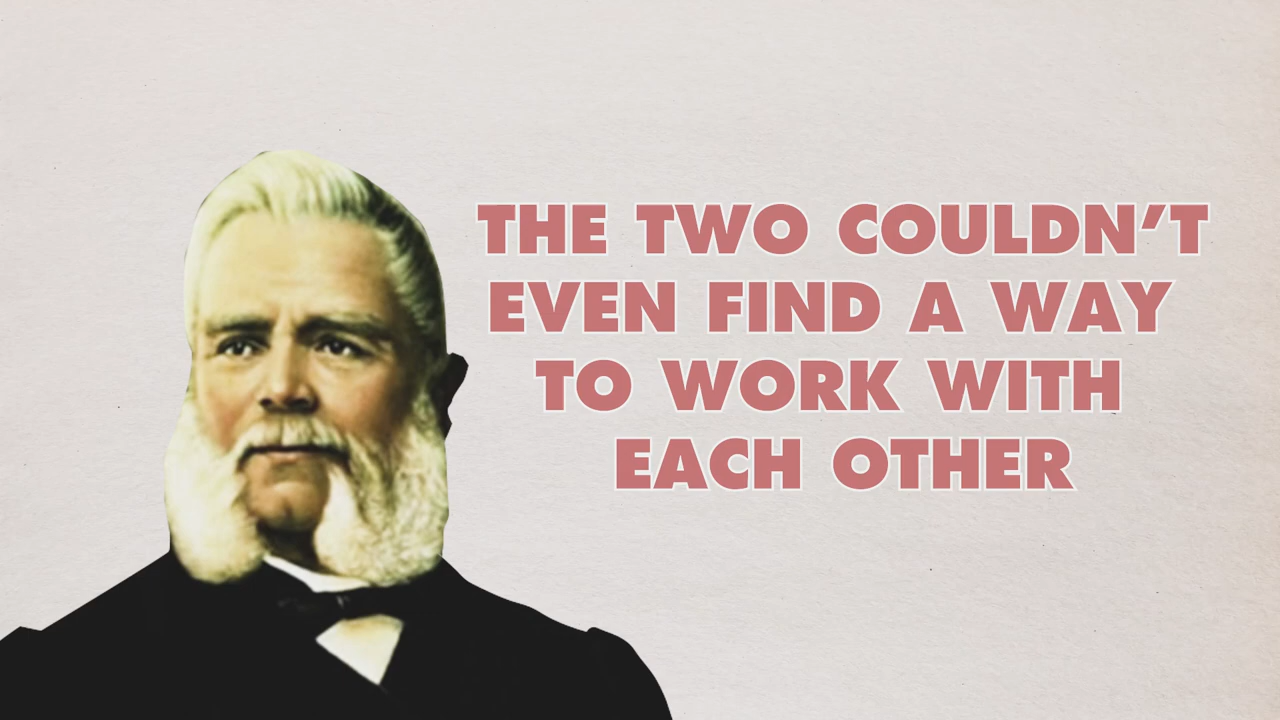 THE TWO COULDN’T
EVEN FIND A WAY
TO WORK WITH
EACH OTHER